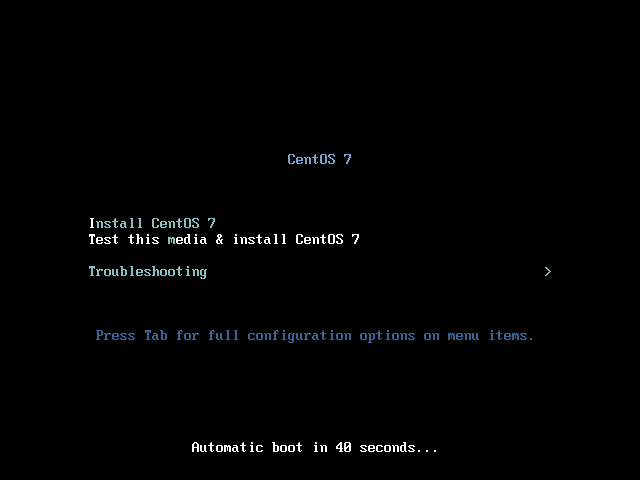 CentOS 7
Install CentOS 7
Test this media & install CentOS 7
Troubleshooting >
Press Tab for full configuration options on menu items.
Automatic boot in 40 seconds...